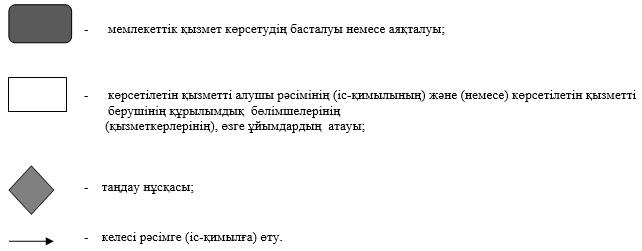 - мемлекеттік қызмет көрсетудің басталуы немесе аяқталуы;
- көрсетілетін қызметті алушы рәсімінің (іс-қимылының) және (немесе) көрсетілетін қызметті
берушінің құрылымдық бөлімшелерінің
(қызметкерлерінің), өзге ұйымдардың атауы;
- таңдау нұсқасы;
- келесі рәсімге (іс-қимылға) өту.